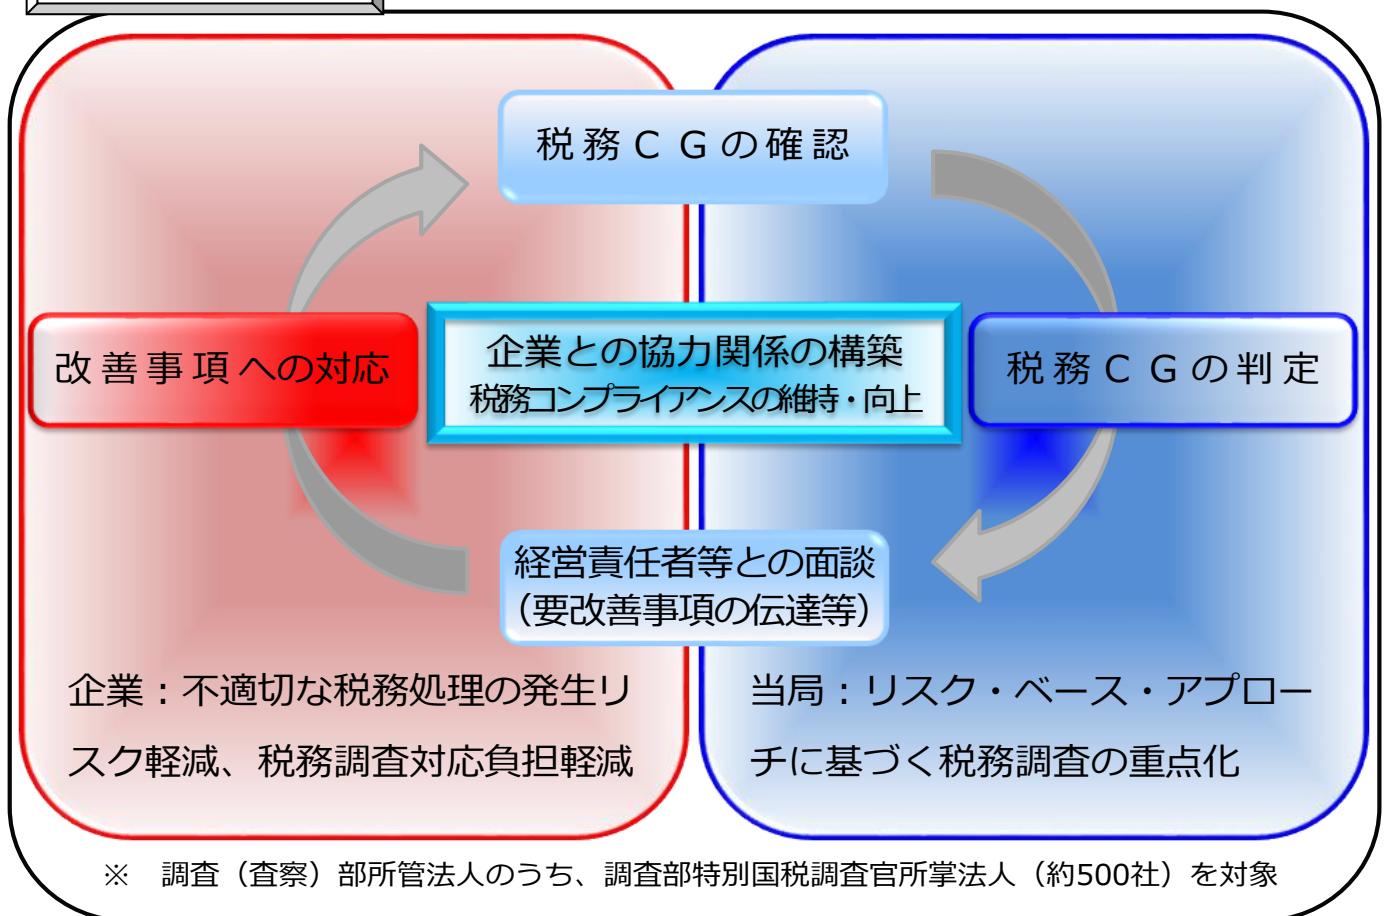 税務ＣＧの確認
改善事項への対応
企業との協力関係の構築
税務コンプライアンスの維持・向上
税務ＣＧの判定
経営責任者等との面談
（要改善事項の伝達等）
企業：不適切な税務処理の発生リ
スク軽減、税務調査対応負担軽減
当局：リスク・ベース・アプロー
チに基づく税務調査の重点化
※　調査（査察）部所管法人のうち、調査部特別国税調査官所掌法人（約500社）を対象